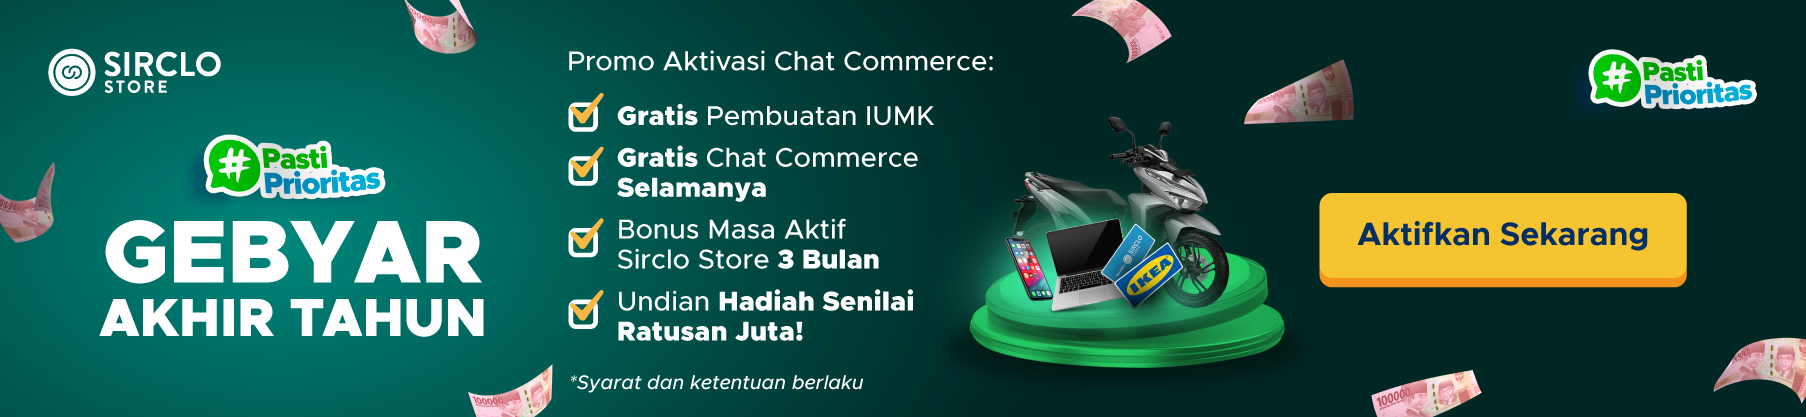 SIRCLO
STORE
#Pasti
Prioritas
GEBYAR
AKHIR TAHUN
Promo Aktivasi Chat Commerce:
Gratis Pembuatan IUMK
Gratis Chat Commerce
Selamanya
Bonus Masa Aktif
Sirclo Store 3 Bulan
Undian Hadiah Senilai
Ratusan Juta!
*Syarat dan ketentuan berlaku
SIRCLO
IKEA
#Pasti
Prioritas
Aktifkan Sekarang
100000
100000